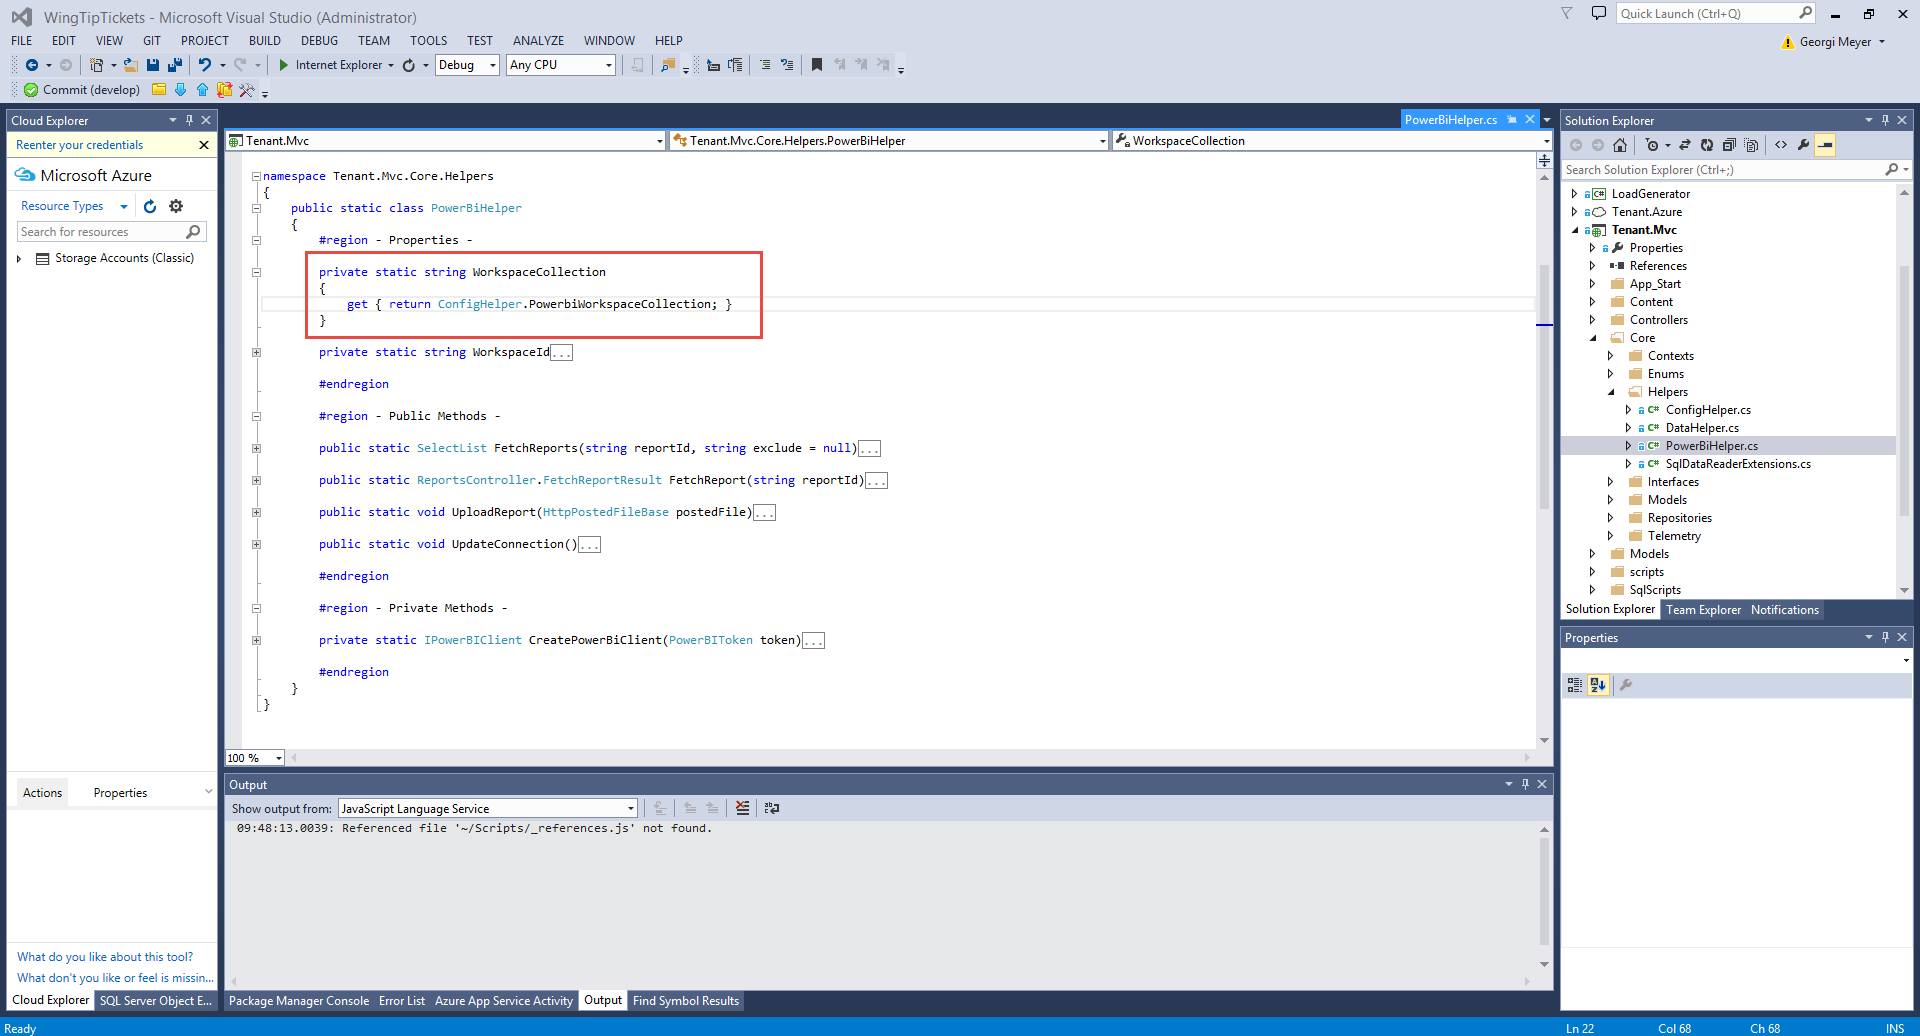 WingTipTickets - Microsoft Visual Studio (Administrator)
Quick Launch (Ctrl+Q)
FILE EDIT VIEW GIT PROJECT BUILD DEBUG TEAM TOOLS TEST ANALYZE WINDOW HELP
Georgi Meyer
Internet Explorer Debug Any CPU
Commit (develop)
Cloud Explorer
Reenter your credentials
Microsoft Azure
Resource Types
Search for resources
Storage Accounts (Classic)
Actions Properties
What do you like about this tool?
What don't you like or feel is missin...
Cloud Explorer SQL Server Object E...
PowerBiHelper.cs
Tenant.Mvc Tenant.Mvc.Core.Helpers.PowerBiHelper WorkspaceCollection
namespace Tenant.Mvc.Core.Helpers
{
public static class PowerBiHelper
{
#region - Properties -
private static string WorkspaceCollection
{
get { return ConfigHelper.PowerbiWorkspaceCollection; }
}
private static string WorkspaceId...
#endregion
#region - Public Methods -
public static SelectList FetchReports(string reportId, string exclude = null)...
public static ReportsController.FetchReportResult FetchReport(string reportId)...
public static void UploadReport(HttpPostedFileBase postedFile)...
public static void UpdateConnection()...
#endregion
#region - Private Methods -
private static IPowerBIClient CreatePowerBiClient(PowerBIToken token)...
#endregion
}
}
100 %
Output
Show output from: JavaScript Language Service
09:48:13.0039: Referenced file '~/Scripts/_references.js' not found.
Package Manager Console Error List Azure App Service Activity Output Find Symbol Results
Solution Explorer
Search Solution Explorer (Ctrl+;)
LoadGenerator
Tenant.Azure
Tenant.Mvc
Properties
References
App_Start
Content
Controllers
Core
Contexts
Enums
Helpers
C# ConfigHelper.cs
C# DataHelper.cs
C# PowerBiHelper.cs
C# SqlDataReaderExtensions.cs
Interfaces
Models
Repositories
Telemetry
Models
scripts
SqlScripts
Solution Explorer Team Explorer Notifications
Properties
Ready Ln 22 Col 68 Ch 68 INS